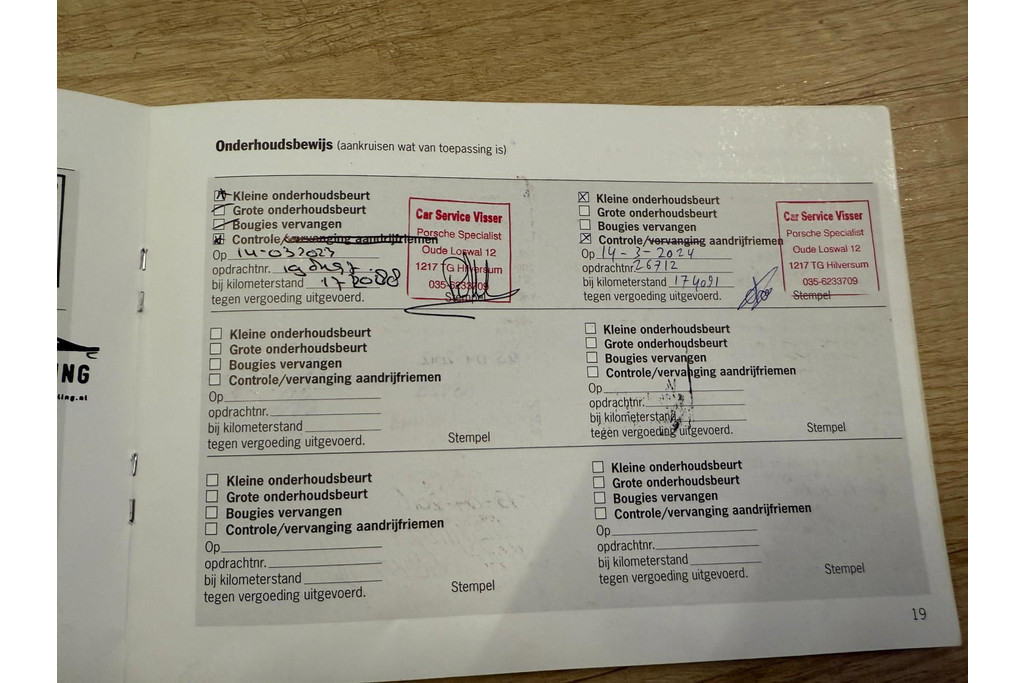 Onderhoudsbewijs (aankruisen wat van toepassing is)
Kleine onderhoudsbeurt
Grote onderhoudsbeurt
Bougies vervangen
Controle/vervanging aandrijfriemen
Op 14-03 2023
opdrachtnr.
bij kilometerstand
tegen vergoeding uitgevoerd.
Car Service Visser
Porsche Specialist
Oude Loswal 12
1217 TG Hilversum
035-6233709
Stempel
Kleine onderhoudsbeurt
Grote onderhoudsbeurt
Bougies vervangen
Controle/vervanging aandrijfriemen
Op 14-3-2024
opdachtnr. 26712
bij kilometerstand 174091
tegen vergoeding uitgevoerd.
Car Service Visser
Porsche Specialist
Oude Loswal 12
1217 TG Hilversum
035-6233709
Stempel
Kleine onderhoudsbeurt
Grote onderhoudsbeurt
Bougies vervangen
Controle/vervanging aandrijfriemen
Op
opdrachtnr.
bij kilometerstand
tegen vergoeding uitgevoerd.
Stempel
Kleine onderhoudsbeurt
Grote onderhoudsbeurt
Bougies vervangen
Controle/vervanging aandrijfriemen
Op
opdrachtnr.
bij kilometerstand
tegen vergoeding uitgevoerd.
Stempel
Kleine onderhoudsbeurt
Grote onderhoudsbeurt
Bougies vervangen
Controle/vervanging aandrijfriemen
Op
opdrachtnr.
bij kilometerstand
tegen vergoeding uitgevoerd.
Stempel
Kleine onderhoudsbeurt
Grote onderhoudsbeurt
Bougies vervangen
Controle/vervanging aandrijfriemen
Op
opdrachtnr.
bij kilometerstand
tegen vergoeding uitgevoerd.
Stempel
NG
ling.nl
19